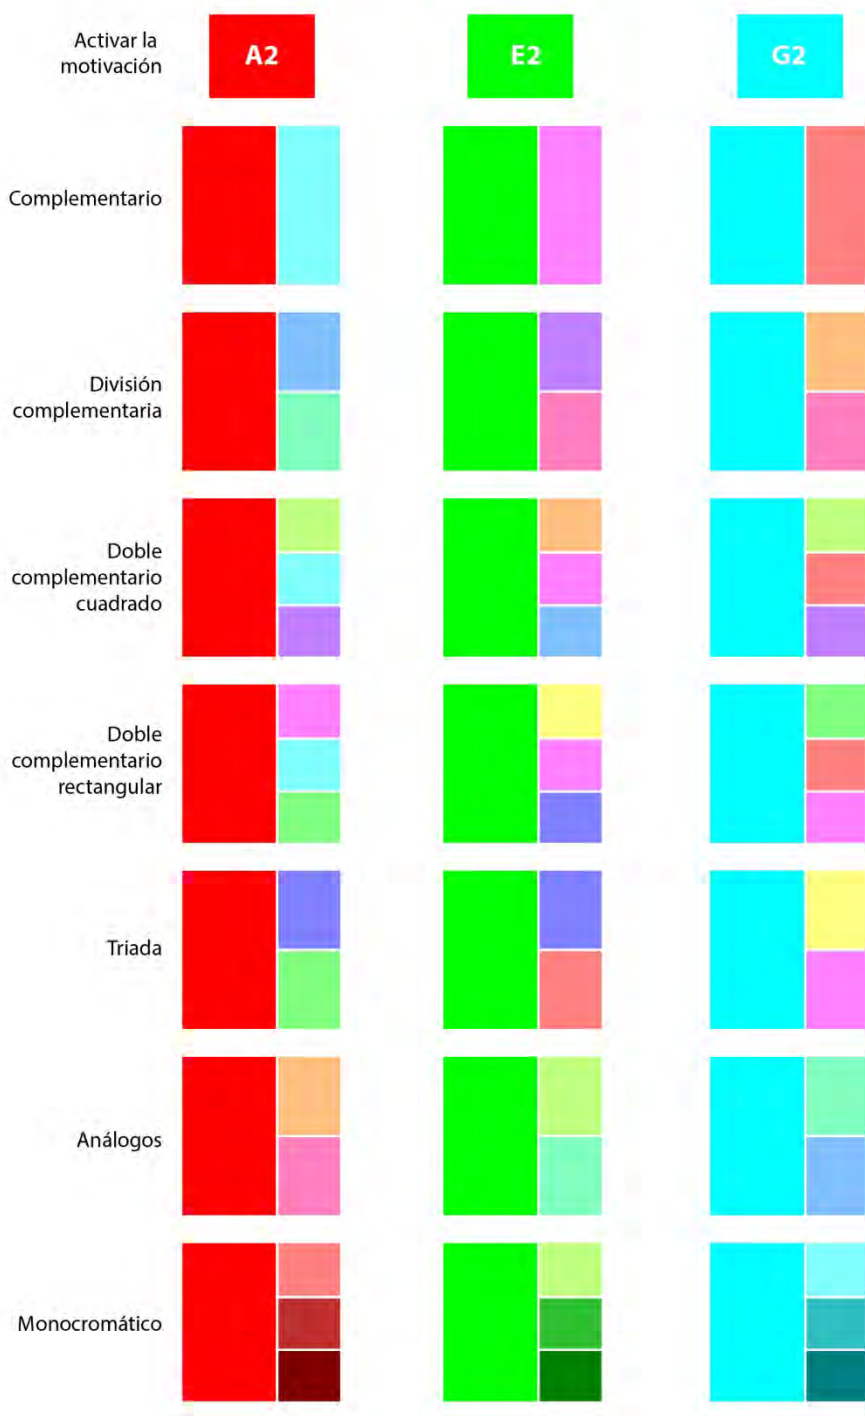 Activar la
motivación
A2
E2
G2
Complementario
División
complementaria
Doble
complementario
cuadrado
Doble
complementario
rectangular
Triada
Análogos
Monocromático